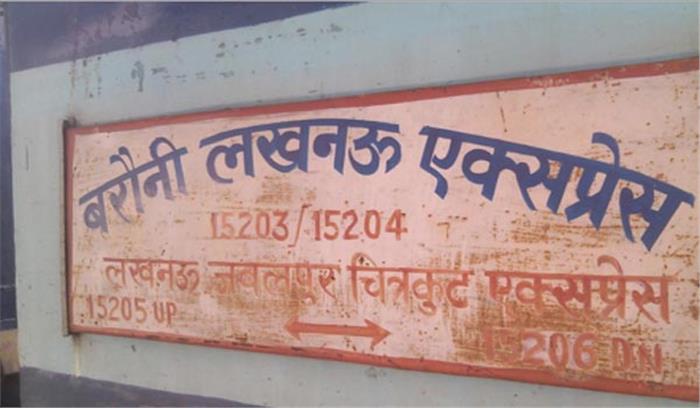 बरौनी लखनऊ एक्सप्रेस
15203/15204
लखनऊ जबलपुर चित्रकुट एक्सप्रेस
15205 UP
15206 DN